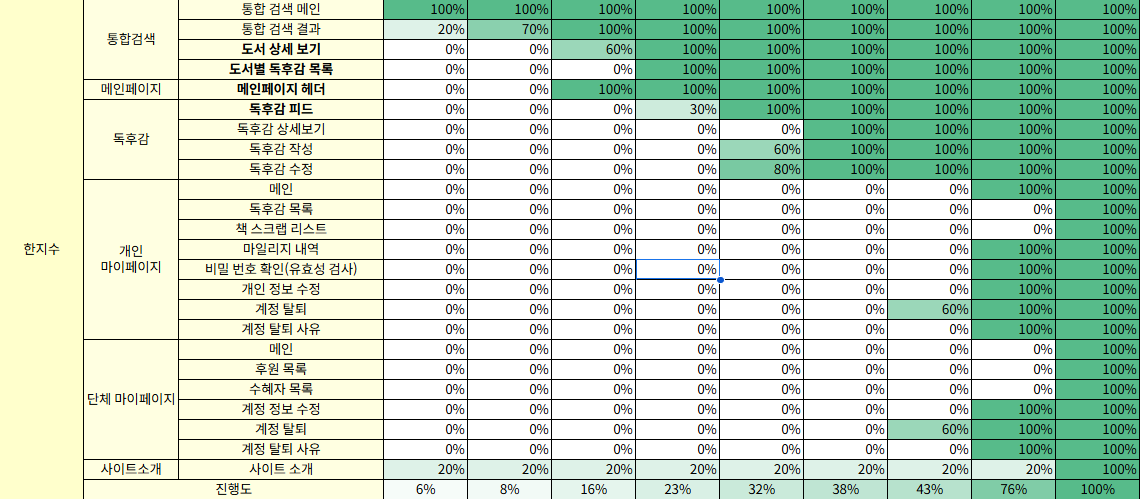 통합 검색 메인 100% 100% 100% 100% 100% 100% 100% 100% 100%
통합검색 통합 검색 결과 20% 70% 100% 100% 100% 100% 100% 100% 100%
도서 상세 보기 0% 0% 60% 100% 100% 100% 100% 100% 100%
도서별 독후감 목록 0% 0% 0% 100% 100% 100% 100% 100% 100%
메인페이지 메인페이지 헤더 0% 0% 100% 100% 100% 100% 100% 100% 100%
독후감 독후감 피드 0% 0% 0% 30% 100% 100% 100% 100% 100%
독후감 상세보기 0% 0% 0% 0% 0% 100% 100% 100% 100%
독후감 작성 0% 0% 0% 0% 60% 100% 100% 100% 100%
독후감 수정 0% 0% 0% 0% 80% 100% 100% 100% 100%
한지수 개인 마이페이지 메인 0% 0% 0% 0% 0% 0% 0% 100% 100%
독후감 목록 0% 0% 0% 0% 0% 0% 0% 0% 100%
책 스크랩 리스트 0% 0% 0% 0% 0% 0% 0% 0% 100%
마일리지 내역 0% 0% 0% 0% 0% 0% 0% 100% 100%
비밀 번호 확인(유효성 검사) 0% 0% 0% 0% 0% 0% 0% 100% 100%
개인 정보 수정 0% 0% 0% 0% 0% 0% 0% 100% 100%
계정 탈퇴 0% 0% 0% 0% 0% 0% 60% 100% 100%
계정 탈퇴 사유 0% 0% 0% 0% 0% 0% 0% 100% 100%
단체 마이페이지 메인 0% 0% 0% 0% 0% 0% 0% 0% 100%
후원 목록 0% 0% 0% 0% 0% 0% 0% 0% 100%
수혜자 목록 0% 0% 0% 0% 0% 0% 0% 0% 100%
계정 정보 수정 0% 0% 0% 0% 0% 0% 0% 100% 100%
계정 탈퇴 0% 0% 0% 0% 0% 0% 60% 100% 100%
계정 탈퇴 사유 0% 0% 0% 0% 0% 0% 0% 100% 100%
사이트소개 사이트 소개 20% 20% 20% 20% 20% 20% 20% 20% 100%
진행도 6% 8% 16% 23% 32% 38% 43% 76% 100%